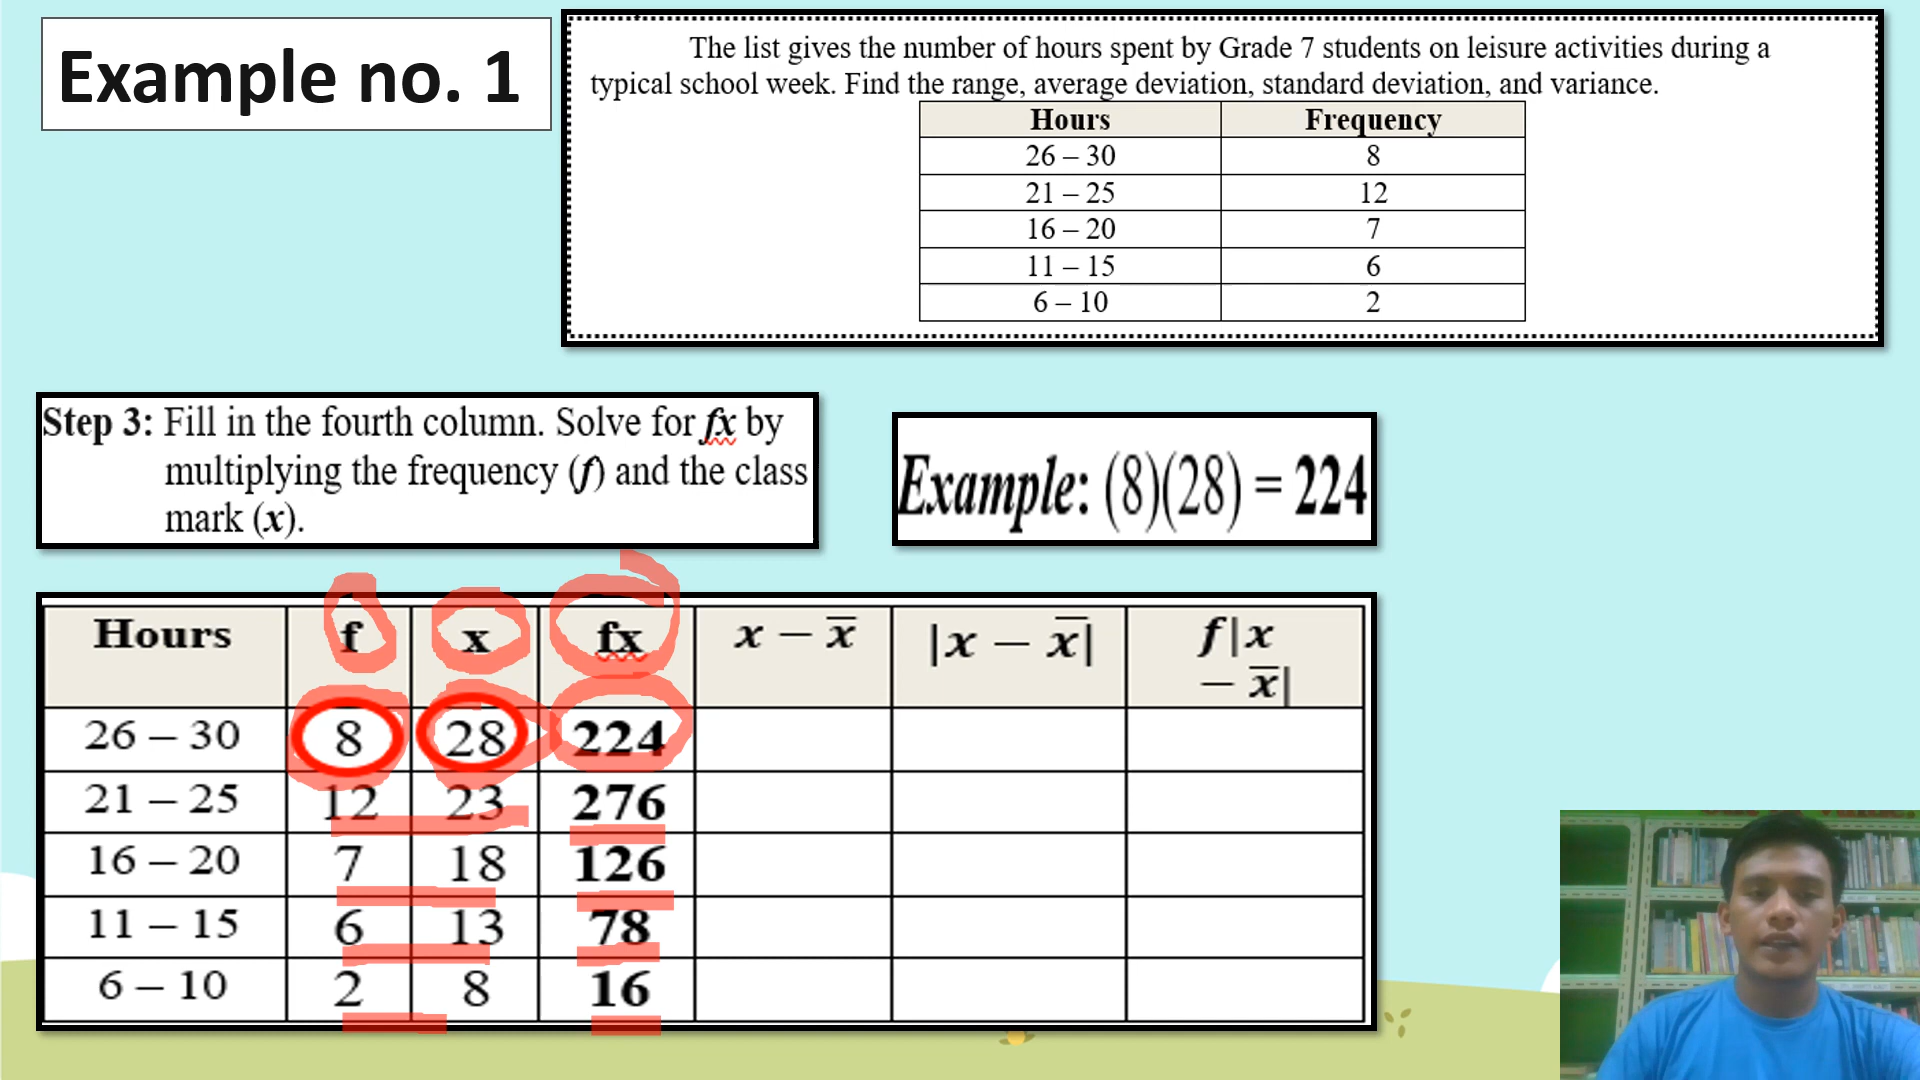 Example no. 1
The list gives the number of hours spent by Grade 7 students on leisure activities during a
typical school week. Find the range, average deviation, standard deviation, and variance.
Hours Frequency
26 – 30 8
21 – 25 12
16 – 20 7
11 – 15 6
6 – 10 2
Step 3: Fill in the fourth column. Solve for fx by
multiplying the frequency (f) and the class
mark (x).
Example: (8)(28) = 224
Hours f x fx x − x̅ |x − x̅| f|x
− x̅|
26 – 30 8 28 224
21 – 25 12 23 276
16 – 20 7 18 126
11 – 15 6 13 78
6 – 10 2 8 16